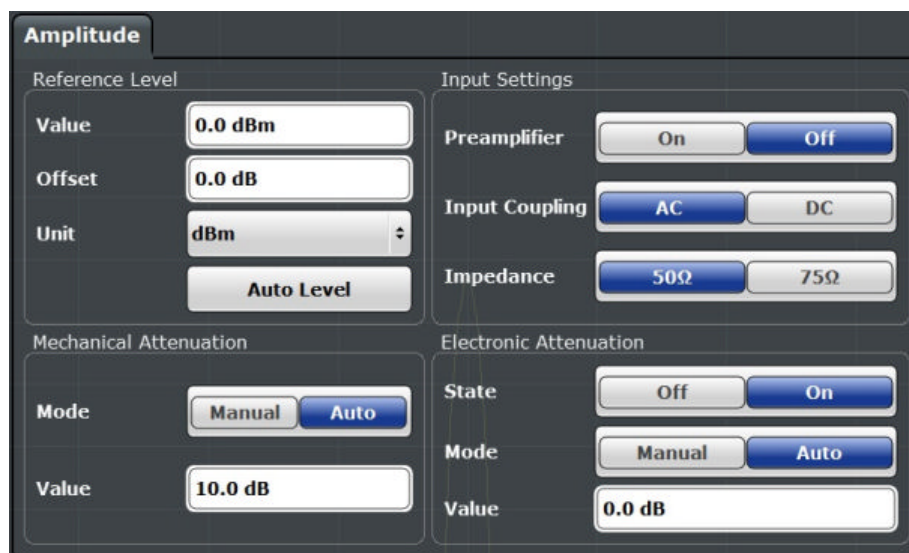 Amplitude
Reference Level
Value 0.0 dBm
Offset 0.0 dB
Unit dBm
Auto Level
Input Settings
Preamplifier On Off
Input Coupling AC DC
Impedance 50Ω 75Ω
Mechanical Attenuation
Mode Manual Auto
Value 10.0 dB
Electronic Attenuation
State Off On
Mode Manual Auto
Value 0.0 dB